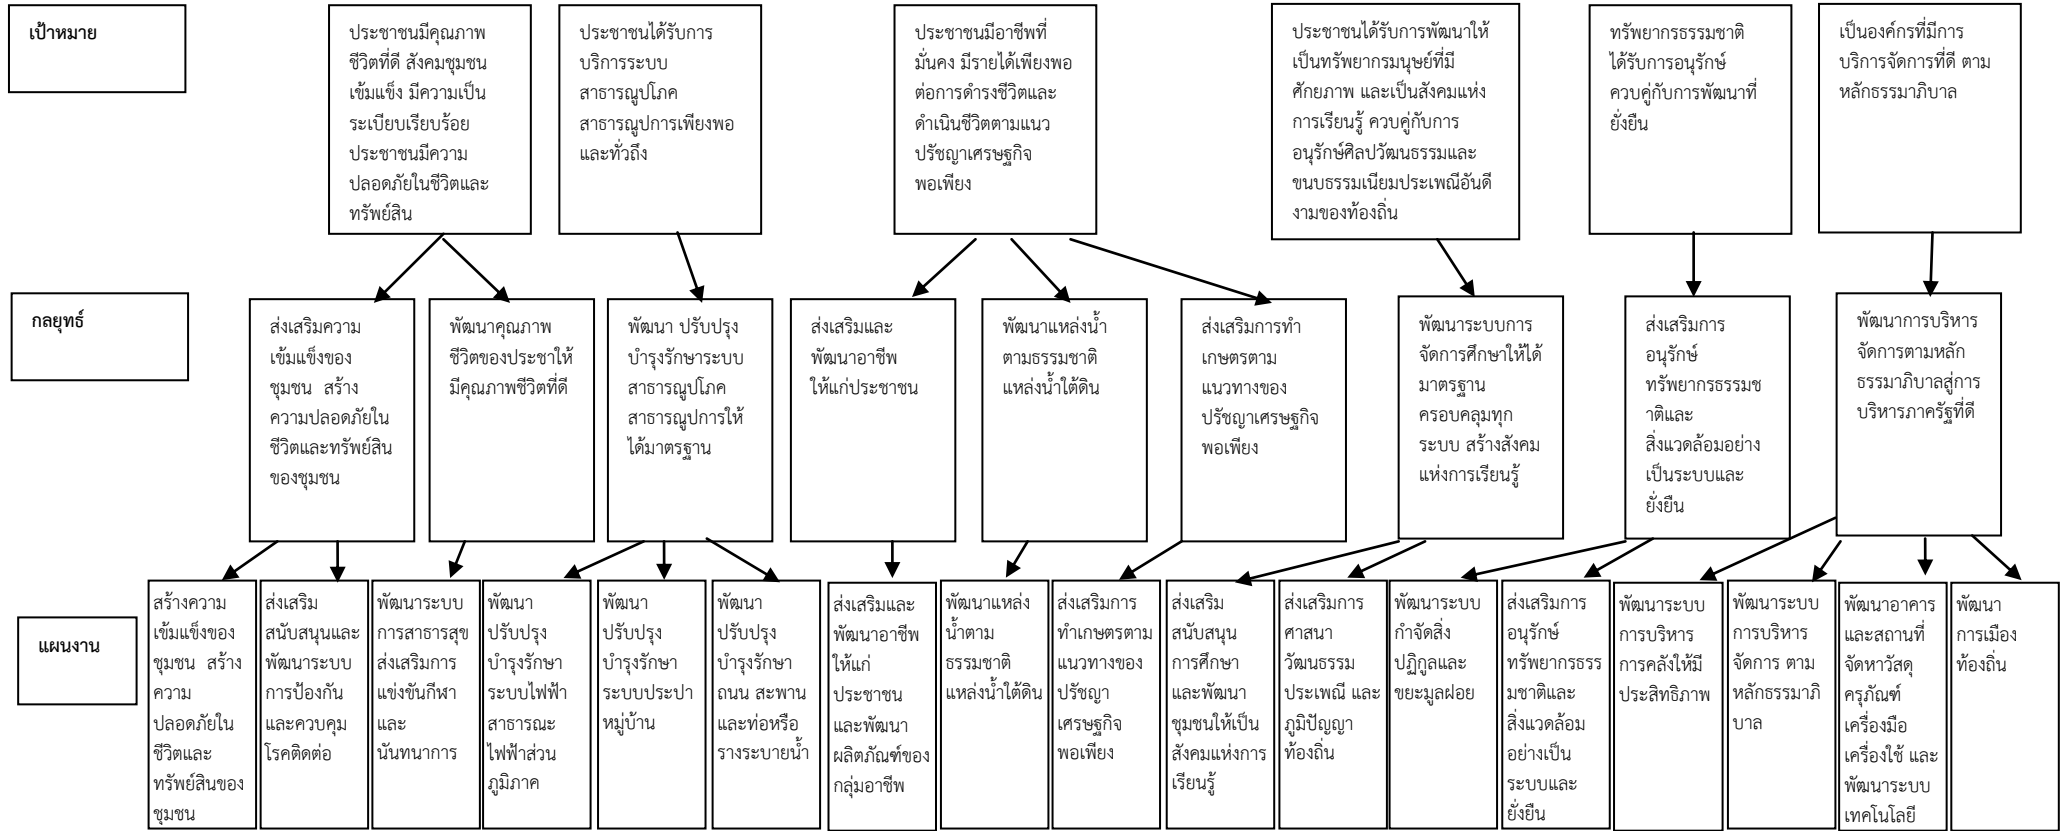 เป้าหมาย
ประชาชนมีคุณภาพ
ชีวิตที่ดี สังคมชุมชน
เข้มแข็ง มีความเป็น
ระเบียบเรียบร้อย
ประชาชนมีความ
ปลอดภัยในชีวิตและ
ทรัพย์สิน
ประชาชนได้รับการ
บริการระบบ
สาธารณูปโภค
สาธารณูปการเพียงพอ
และทั่วถึง
ประชาชนมีอาชีพที่
มั่นคง มีรายได้เพียงพอ
ต่อการดำรงชีวิตและ
ดำเนินชีวิตตามแนว
ปรัชญาเศรษฐกิจ
พอเพียง
ประชาชนได้รับการพัฒนาให้
เป็นทรัพยากรมนุษย์ที่มี
ศักยภาพ และเป็นสังคมแห่ง
การเรียนรู้ ควบคู่กับการ
อนุรักษ์ศิลปวัฒนธรรมและ
ขนบธรรมเนียมประเพณีอันดี
งามของท้องถิ่น
ทรัพยากรธรรมชาติ
ได้รับการอนุรักษ์
ควบคู่กับการพัฒนาที่
ยั่งยืน
เป็นองค์กรที่มีการ
บริการจัดการที่ดี ตาม
หลักธรรมาภิบาล
กลยุทธ์
ส่งเสริมความ
เข้มแข็งของ
ชุมชน สร้าง
ความปลอดภัยใน
ชีวิตและทรัพย์สิน
ของชุมชน
พัฒนาคุณภาพ
ชีวิตของประชาให้
มีคุณภาพชีวิตที่ดี
พัฒนา ปรับปรุง
บำรุงรักษาระบบ
สาธารณูปโภค
สาธารณูปการให้
ได้มาตรฐาน
ส่งเสริมและ
พัฒนาอาชีพ
ให้แก่ประชาชน
พัฒนาแหล่งน้ำ
ตามธรรมชาติ
แหล่งน้ำใต้ดิน
ส่งเสริมการทำ
เกษตรตาม
แนวทางของ
ปรัชญาเศรษฐกิจ
พอเพียง
พัฒนาระบบการ
จัดการศึกษาให้ได้
มาตรฐาน
ครอบคลุมทุก
ระบบ สร้างสังคม
แห่งการเรียนรู้
ส่งเสริมการ
อนุรักษ์
ทรัพยากรธรรมช
าติและ
สิ่งแวดล้อมอย่าง
เป็นระบบและ
ยั่งยืน
พัฒนาการบริหาร
จัดการตามหลัก
ธรรมาภิบาลสู่การ
บริหารภาครัฐที่ดี
แผนงาน
สร้างความ
เข้มแข็งของ
ชุมชน สร้าง
ความ
ปลอดภัยใน
ชีวิตและ
ทรัพย์สินของ
ชุมชน
ส่งเสริม
สนับสนุนและ
พัฒนาระบบ
การป้องกัน
และควบคุม
โรคติดต่อ
พัฒนาระบบ
การสาธารสุข
ส่งเสริมการ
แข่งขันกีฬา
และ
นันทนาการ
พัฒนา
ปรับปรุง
บำรุงรักษา
ระบบไฟฟ้า
สาธารณะ
ไฟฟ้าส่วน
ภูมิภาค
พัฒนา
ปรับปรุง
บำรุงรักษา
ระบบประปา
หมู่บ้าน
พัฒนา
ปรับปรุง
บำรุงรักษา
ถนน สะพาน
และท่อหรือ
รางระบายน้ำ
ส่งเสริมและ
พัฒนาอาชีพ
ให้แก่
ประชาชน
และพัฒนา
ผลิตภัณฑ์ของ
กลุ่มอาชีพ
พัฒนาแหล่ง
น้ำตาม
ธรรมชาติ
แหล่งน้ำใต้ดิน
ส่งเสริมการ
ทำเกษตรตาม
แนวทางของ
ปรัชญา
เศรษฐกิจ
พอเพียง
ส่งเสริม
สนับสนุน
การศึกษา
และพัฒนา
ชุมชนให้เป็น
สังคมแห่งการ
เรียนรู้
ส่งเสริมการ
ศาสนา
วัฒนธรรม
ประเพณี และ
ภูมิปัญญา
ท้องถิ่น
พัฒนาระบบ
กำจัดสิ่ง
ปฏิกูลและ
ขยะมูลฝอย
ส่งเสริมการ
อนุรักษ์
ทรัพยากรธรร
มชาติและ
สิ่งแวดล้อม
อย่างเป็น
ระบบและ
ยั่งยืน
พัฒนาระบบ
การบริหาร
การคลังให้มี
ประสิทธิภาพ
พัฒนาระบบ
การบริหาร
จัดการ ตาม
หลักธรรมาภิ
บาล
พัฒนาอาคาร
และสถานที่
จัดหาวัสดุ
ครุภัณฑ์
เครื่องมือ
เครื่องใช้ และ
พัฒนาระบบ
เทคโนโลยี
พัฒนา
การเมือง
ท้องถิ่น